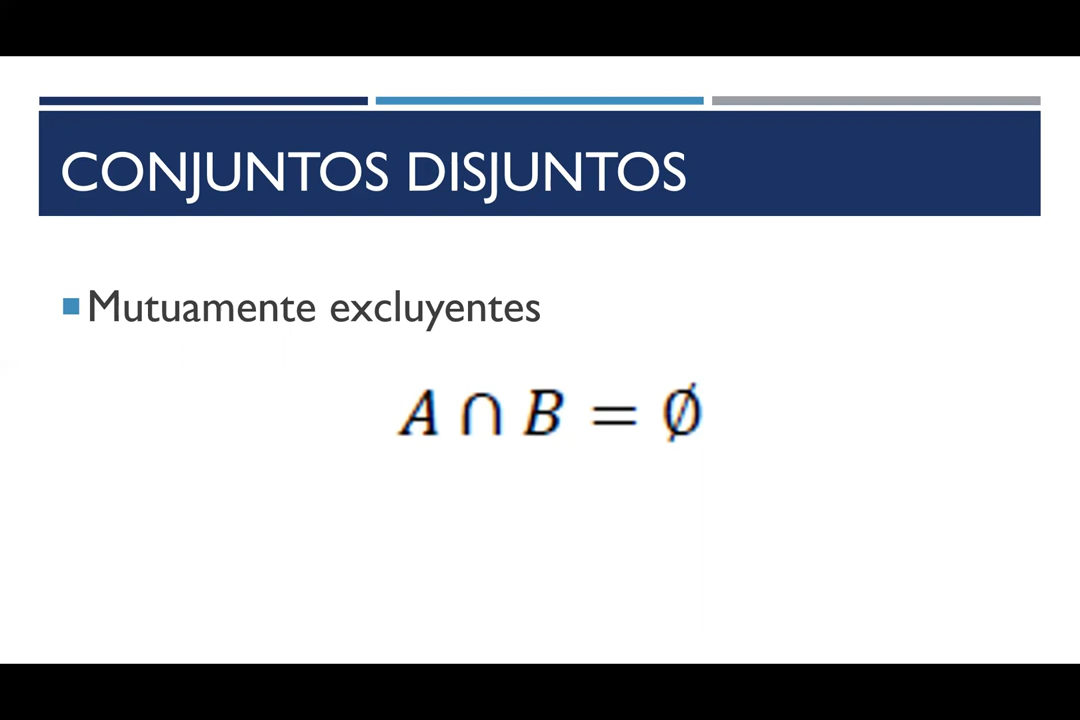 CONJUNTOS DISJUNTOS
Mutuamente excluyentes
A ∩ B = ∅